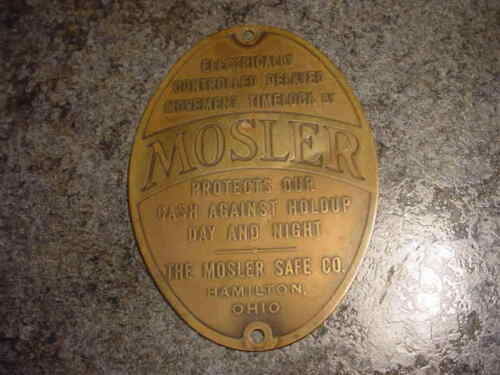 ELECTRICALLY
CONTROLLED DELAYED
MOVEMENT TIMELOCK BY
MOSLER
PROTECTS OUR
CASH AGAINST HOLDUP
DAY AND NIGHT
THE MOSLER SAFE CO.
HAMILTON,
OHIO